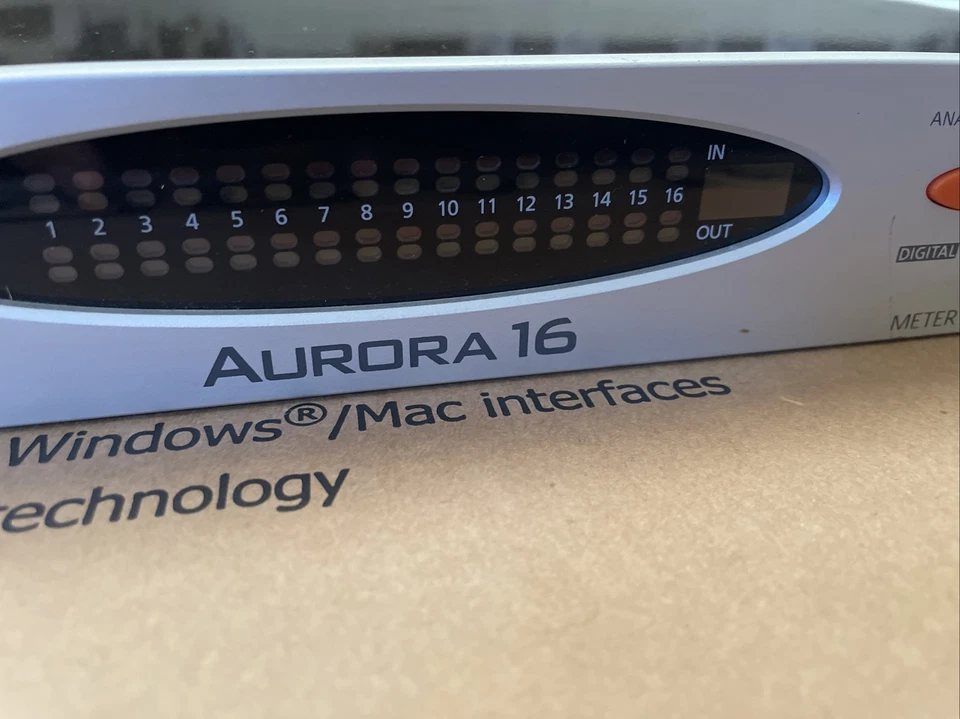 ANA
IN
1 2 3 4 5 6 7 8 9 10 11 12 13 14 15 16
OUT
DIGITAL
METER
AURORA 16
Windows®/Mac interfaces
technology